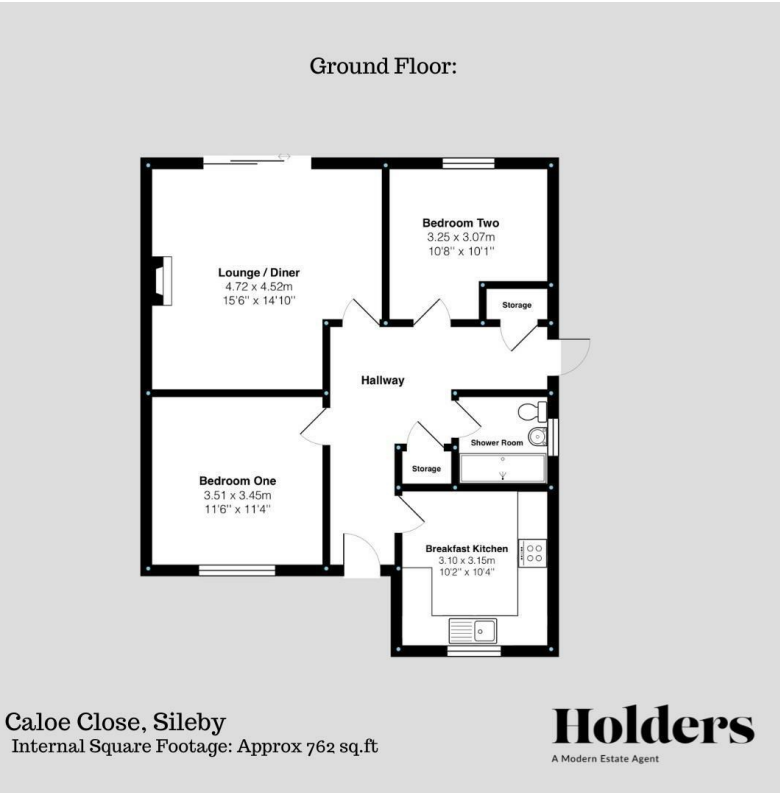 Ground Floor:
Bedroom Two
3.25 x 3.07m
10'8'' x 10'1''
Lounge / Diner
4.72 x 4.52m
15'6'' x 14'10''
Storage
Hallway
Shower Room
Storage
Bedroom One
3.51 x 3.45m
11'6'' x 11'4''
Breakfast Kitchen
3.10 x 3.15m
10'2'' x 10'4''
Caloe Close, Sileby
Internal Square Footage: Approx 762 sq.ft
Holders
A Modern Estate Agent